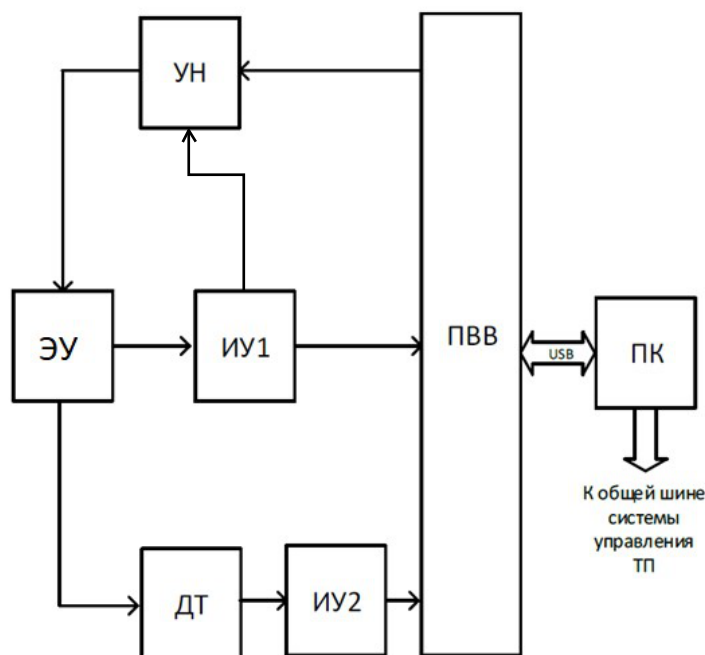 УН
ЭУ
ИУ1
ПВВ
USB
ПК
К общей шине
системы
управления
ТП
ДТ
ИУ2